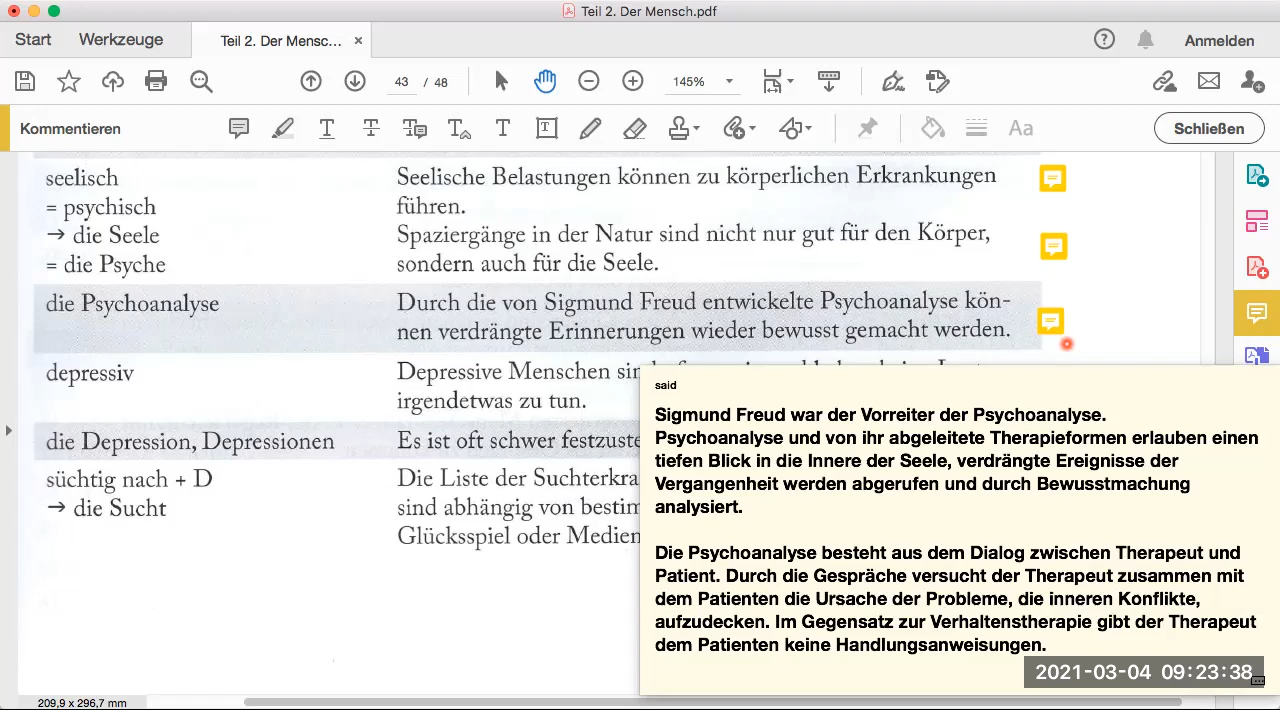 Teil 2. Der Mensch.pdf
Start Werkzeuge Teil 2. Der Mensc... × Anmelden
43 / 48 145%
Kommentieren Aa Schließen
seelisch
= psychisch
→ die Seele
= die Psyche
Seelische Belastungen können zu körperlichen Erkrankungen
führen.
Spaziergänge in der Natur sind nicht nur gut für den Körper,
sondern auch für die Seele.
die Psychoanalyse
Durch die von Sigmund Freud entwickelte Psychoanalyse kön-
nen verdrängte Erinnerungen wieder bewusst gemacht werden.
depressiv
Depressive Menschen
irgendetwas zu tun.
die Depression, Depressionen
Es ist oft schwer
süchtig nach + D
→ die Sucht
Die Liste der
sind abhängig von
Glücksspiel oder Medien
said
Sigmund Freud war der Vorreiter der Psychoanalyse.
Psychoanalyse und von ihr abgeleitete Therapieformen erlauben einen
tiefen Blick in die Innere der Seele, verdrängte Ereignisse der
Vergangenheit werden abgerufen und durch Bewusstmachung
analysiert.
Die Psychoanalyse besteht aus dem Dialog zwischen Therapeut und
Patient. Durch die Gespräche versucht der Therapeut zusammen mit
dem Patienten die Ursache der Probleme, die inneren Konflikte,
aufzudecken. Im Gegensatz zur Verhaltenstherapie gibt der Therapeut
dem Patienten keine Handlungsanweisungen.
2021-03-04 09:23:38
209,9 x 296,7 mm